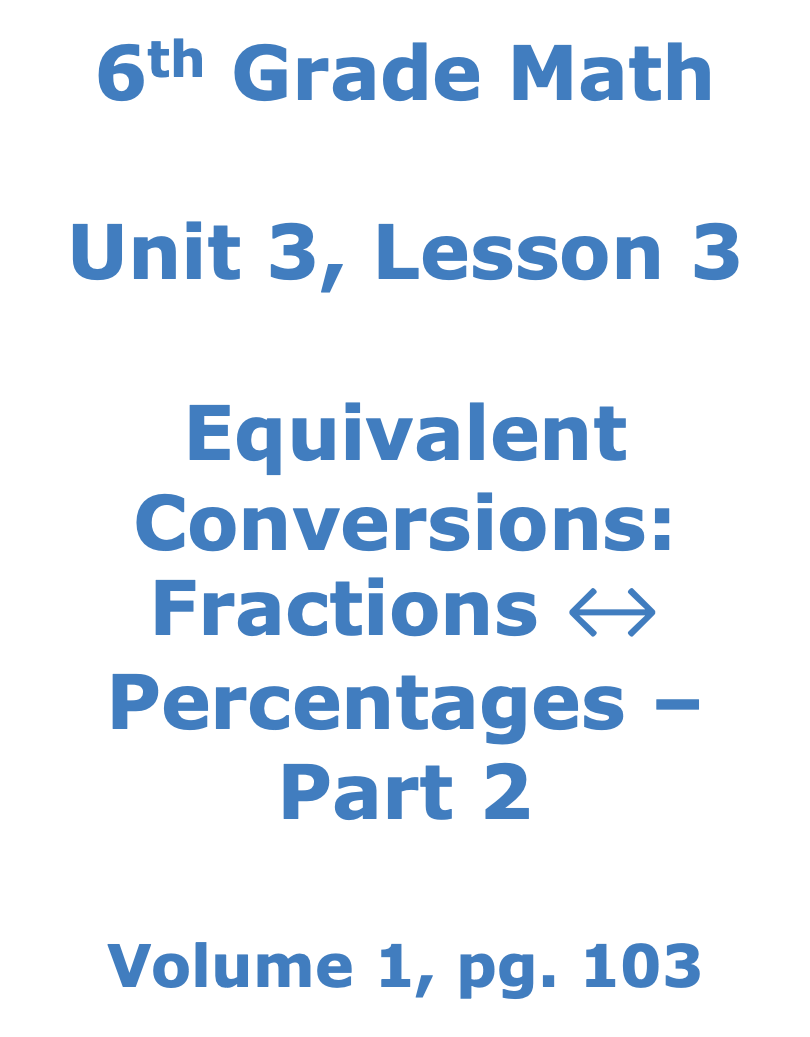 6th Grade Math
Unit 3, Lesson 3
Equivalent
Conversions:
Fractions ↔
Percentages –
Part 2
Volume 1, pg. 103